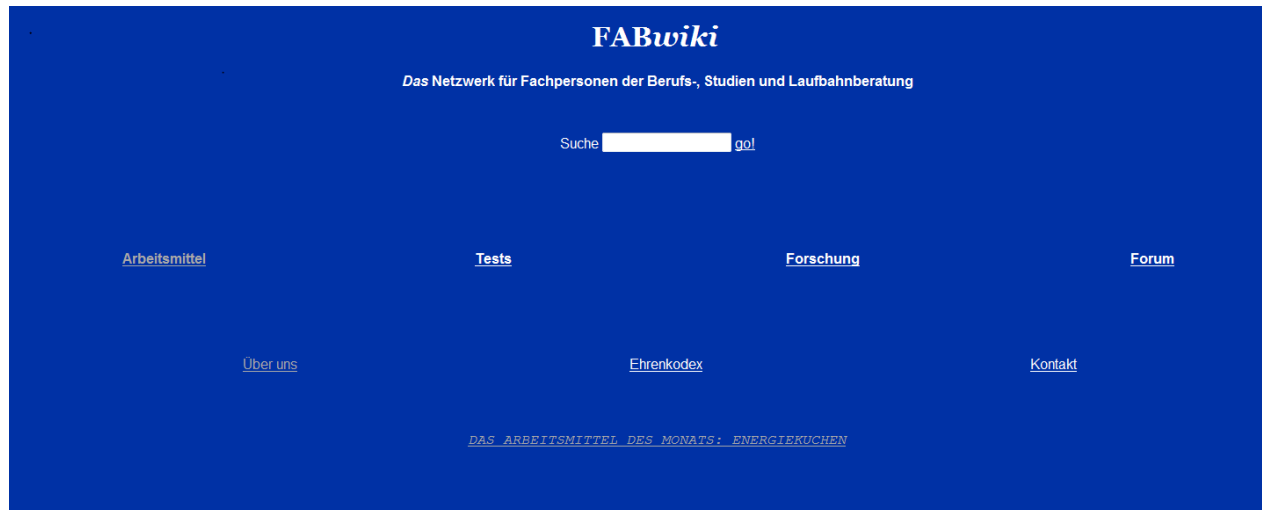 FABwiki
Das Netzwerk für Fachpersonen der Berufs-, Studien und Laufbahnberatung
Suche go!
Arbeitsmittel Tests Forschung Forum
Über uns Ehrenkodex Kontakt
DAS ARBEITSMITTEL DES MONATS: ENERGIEKUCHEN